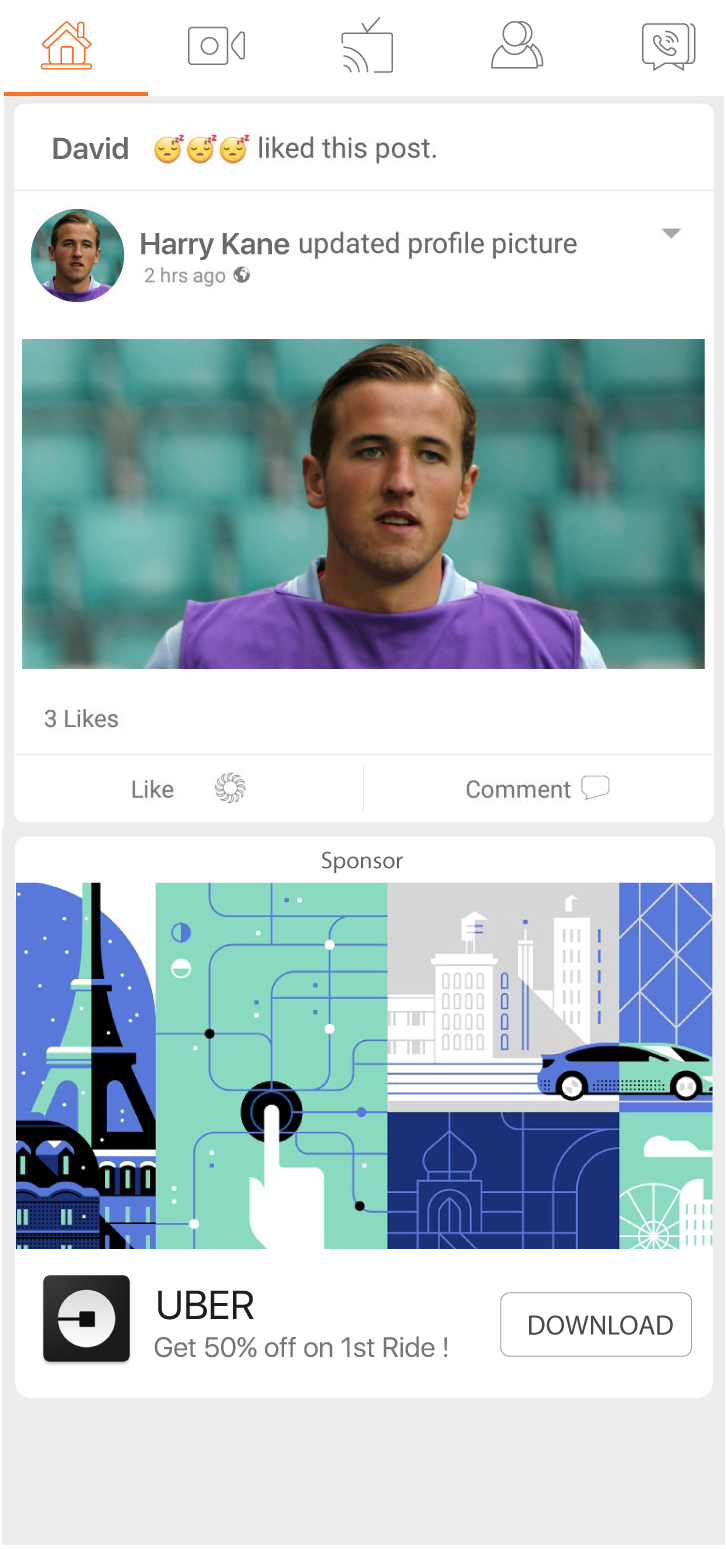 David 😴😴😴 liked this post.
Harry Kane updated profile picture
2 hrs ago
3 Likes
Like
Comment
Sponsor
UBER
Get 50% off on 1st Ride !
DOWNLOAD